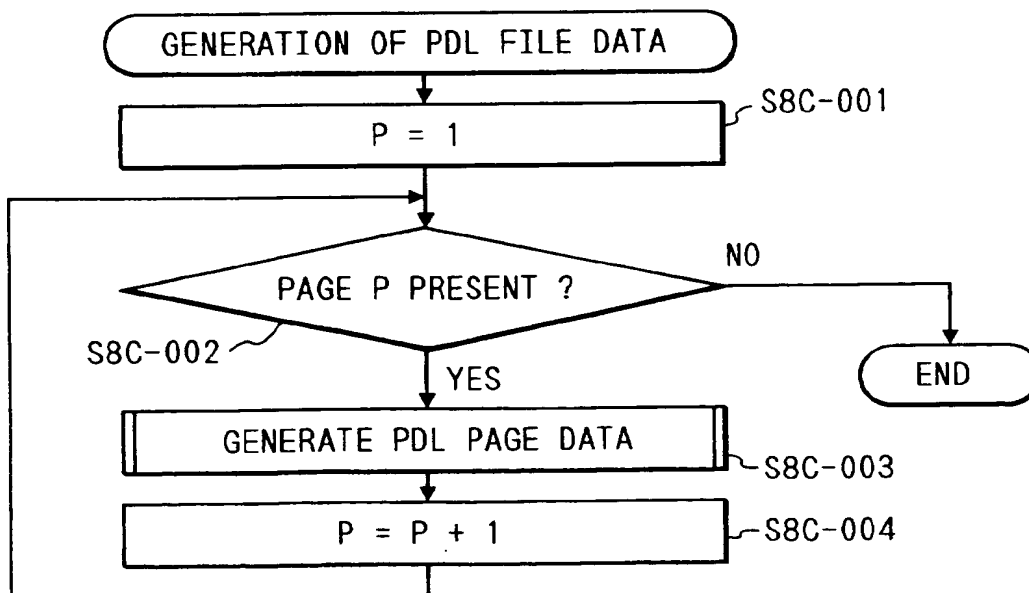 GENERATION OF PDL FILE DATA
S8C-001
P = 1
NO
PAGE P PRESENT ?
S8C-002
YES
END
GENERATE PDL PAGE DATA
S8C-003
P = P + 1
S8C-004